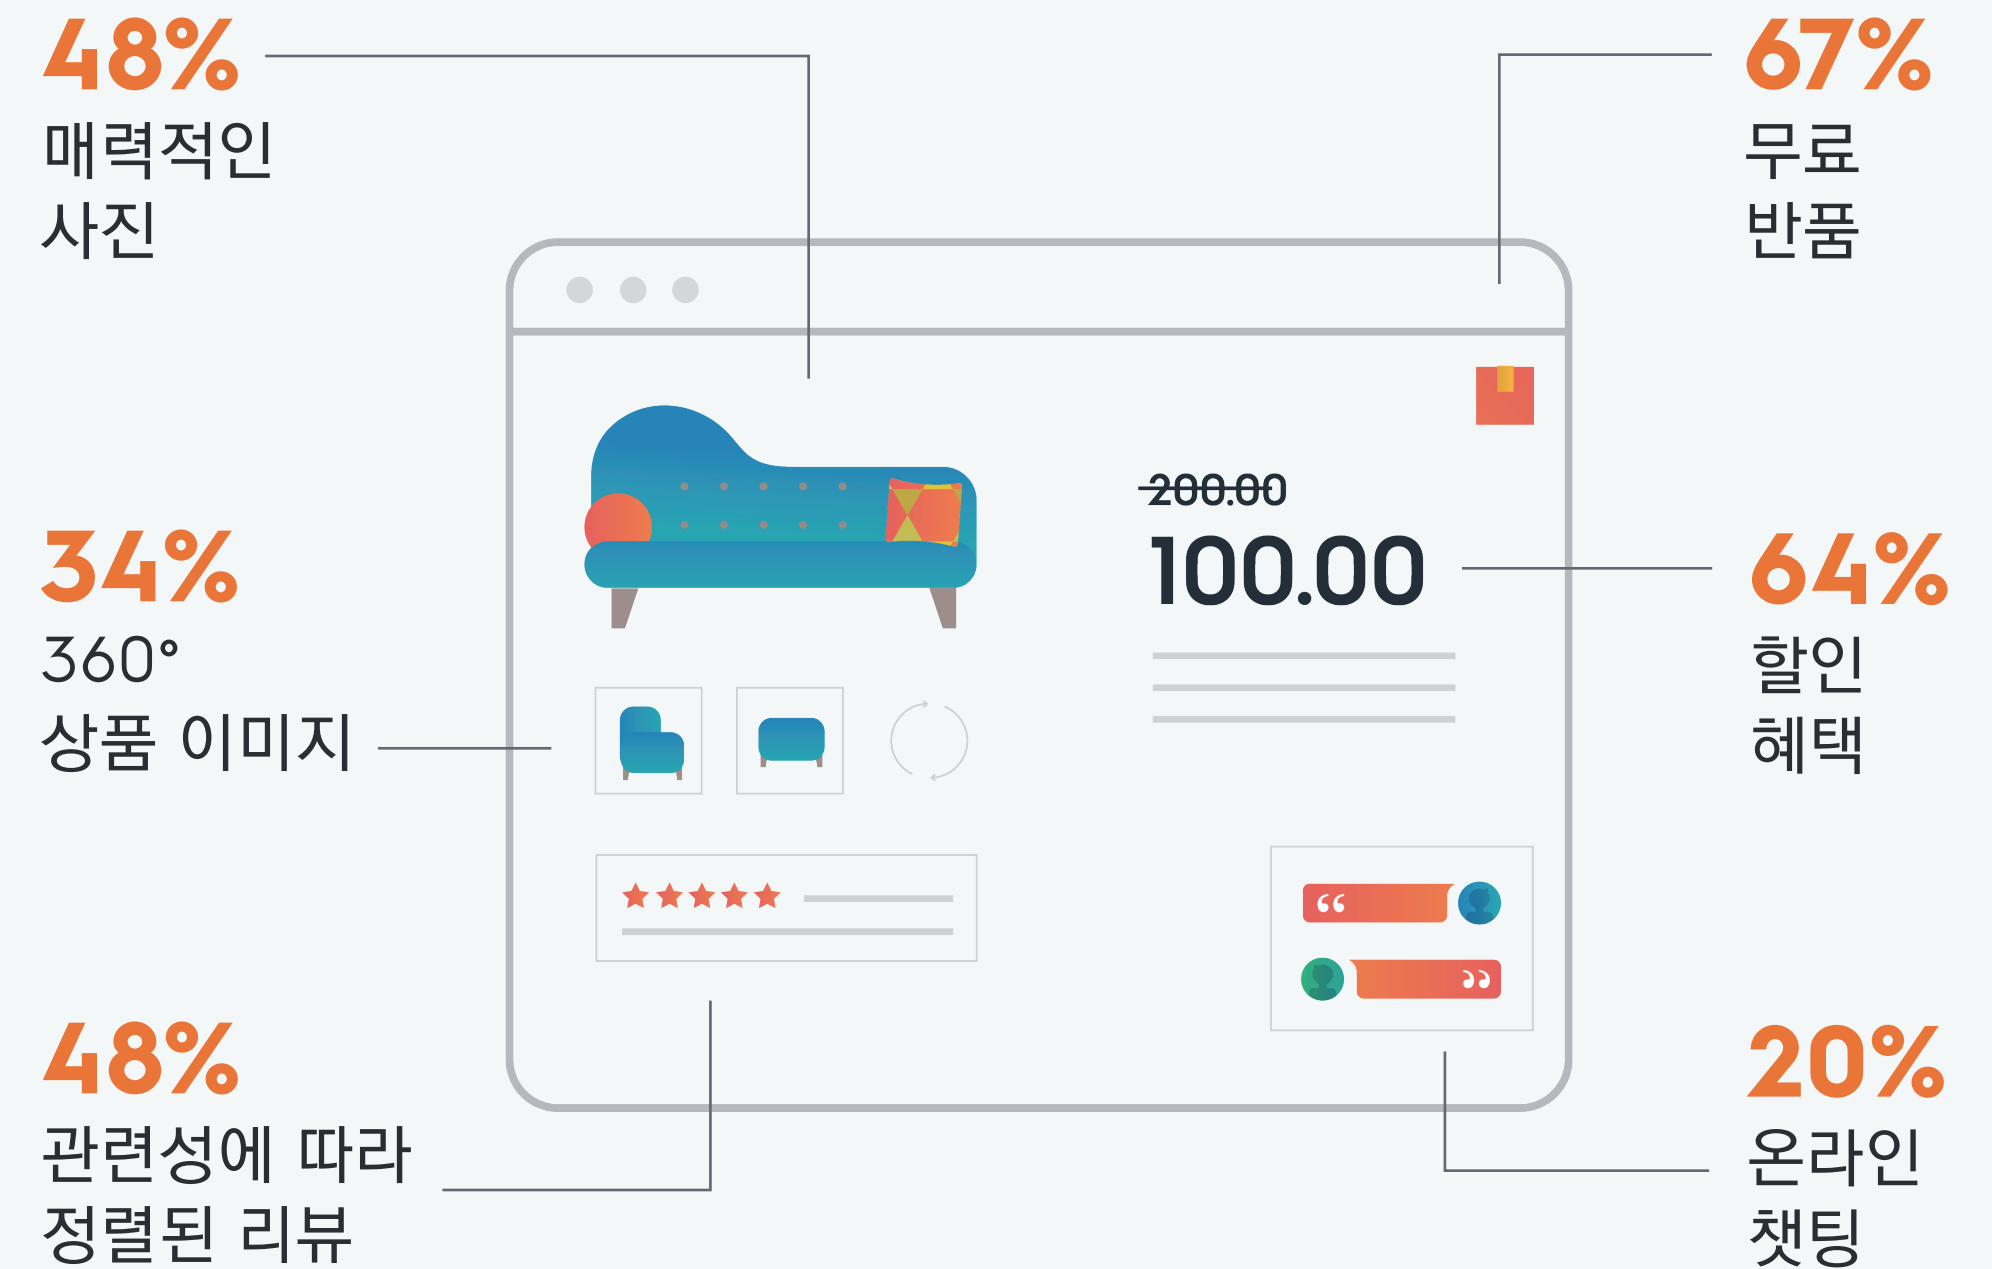 48%
매력적인
사진
67%
무료
반품
34%
360°
상품 이미지
200.00
100.00
64%
할인
혜택
48%
관련성에 따라
정렬된 리뷰
“
”
20%
온라인
챗팅